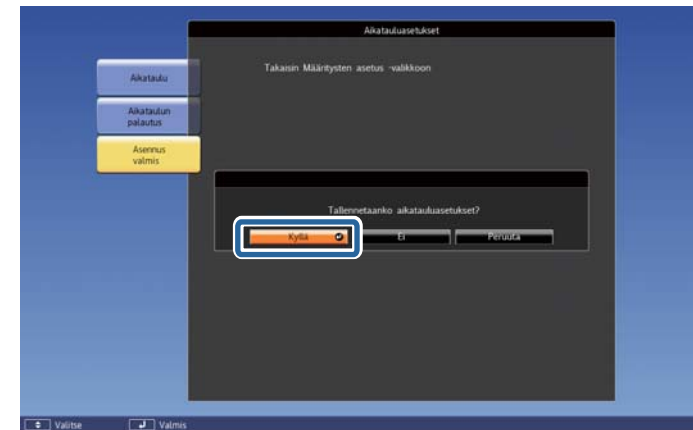 Aikatauluasetukset
Aikataulu
Takaisin Määritysten asetus -valikkoon
Aikataulun
palautus
Asennus
valmis
Tallennetaanko aikatauluasetukset?
Kyllä Ei Peruuta
Valitse Valmis